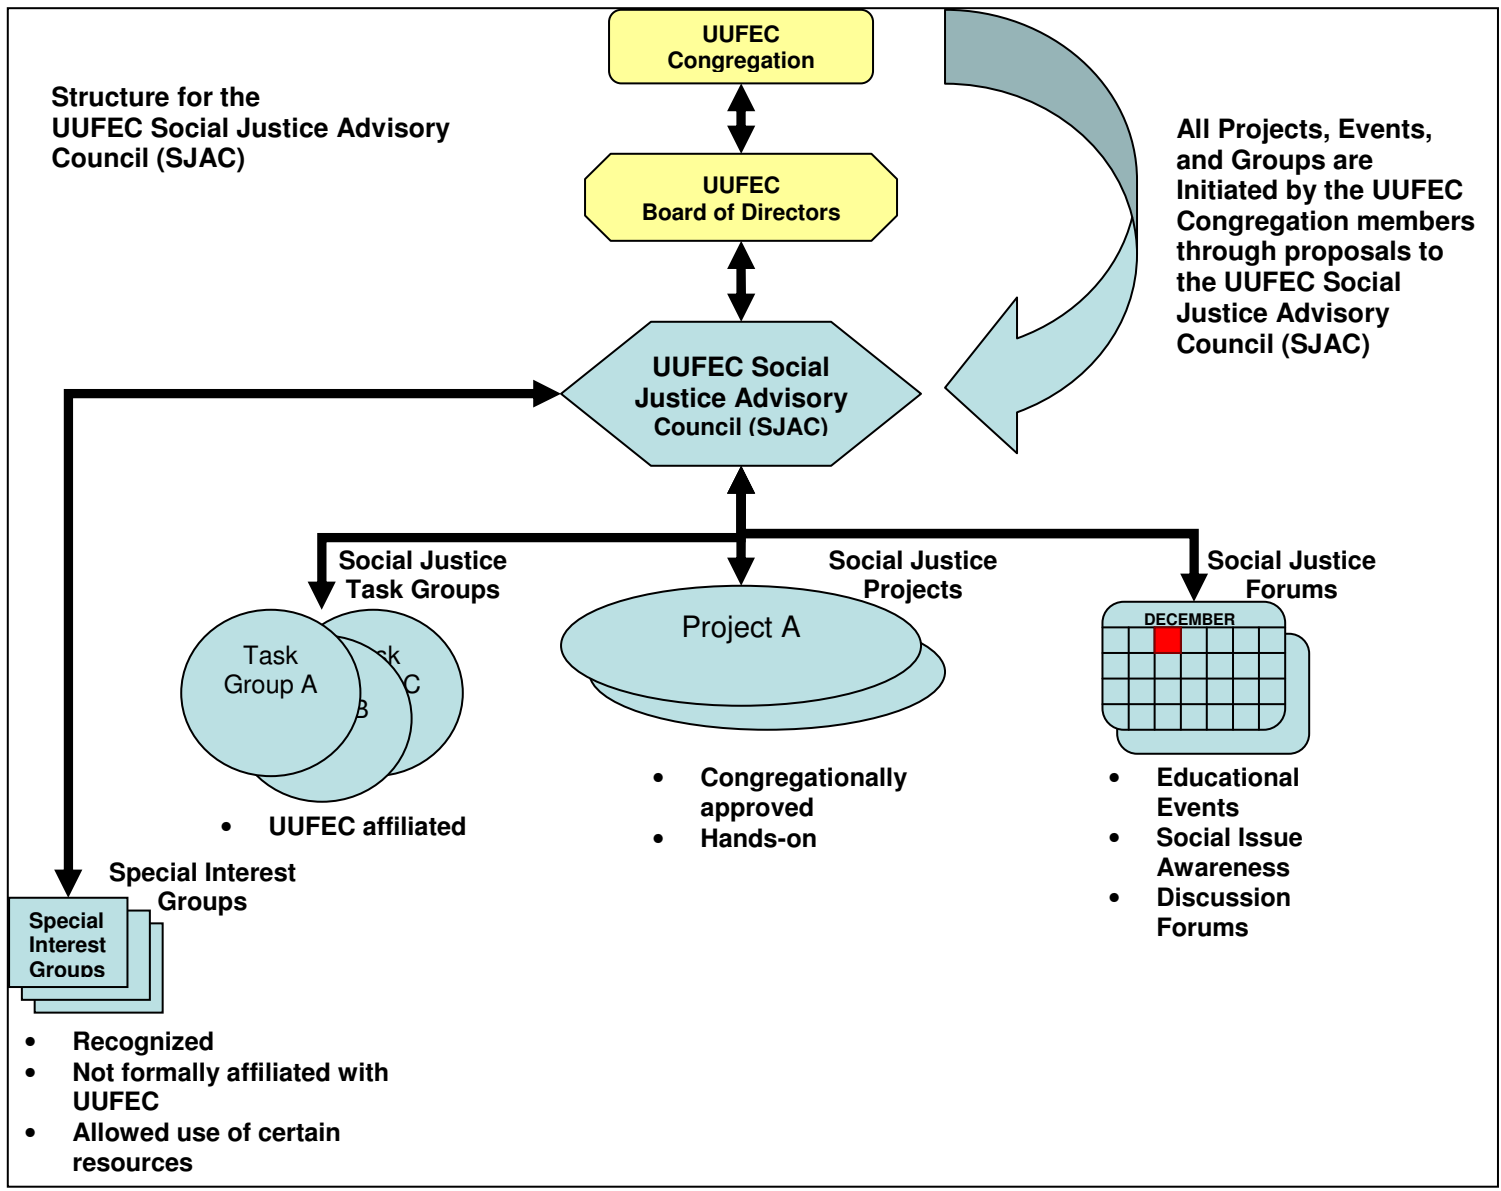 UUFEC
Congregation
Structure for the
UUFEC Social Justice Advisory
Council (SJAC)
All Projects, Events,
and Groups are
Initiated by the UUFEC
Congregation members
through proposals to
the UUFEC Social
Justice Advisory
Council (SJAC)
UUFEC
Board of Directors
UUFEC Social
Justice Advisory
Council (SJAC)
Social Justice
Task Groups
Social Justice
Projects
Social Justice
Forums
Task
Group A
B
C
Project A
DECEMBER
• UUFEC affiliated
• Congregationally
approved
• Hands-on
• Educational
Events
• Social Issue
Awareness
• Discussion
Forums
Special Interest
Groups
Special
Interest
Groups
• Recognized
• Not formally affiliated with
UUFEC
• Allowed use of certain
resources